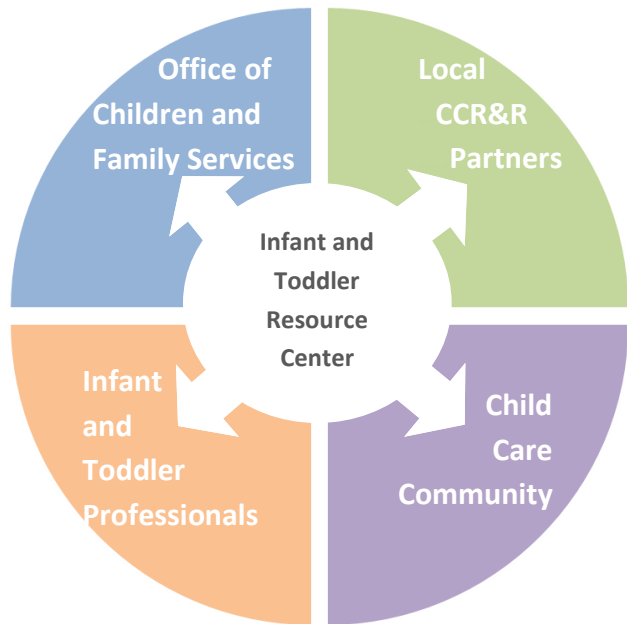 Office of
Children and
Family Services
Local
CCR&R
Partners
Infant and
Toddler
Resource
Center
Infant
and
Toddler
Professionals
Child
Care
Community